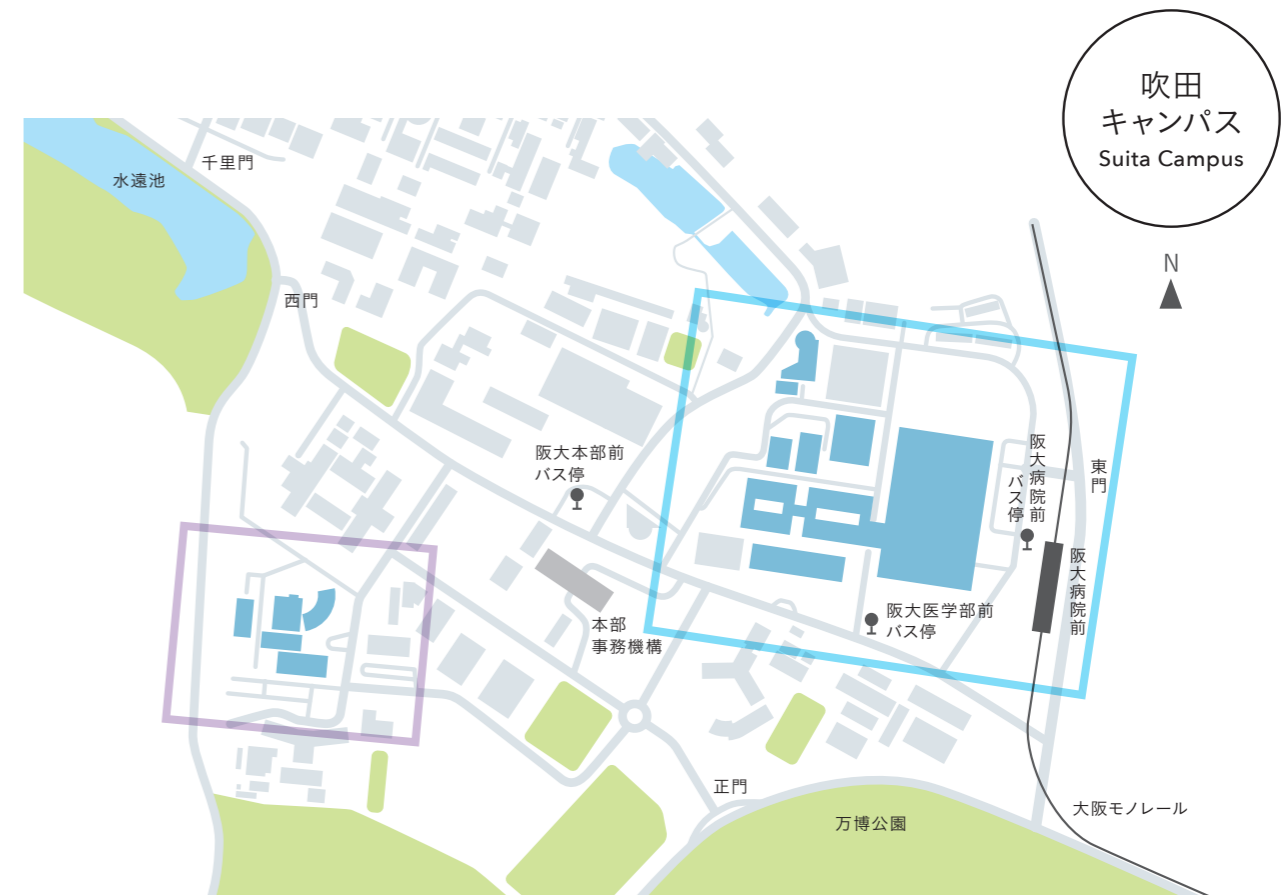 吹田
キャンパス
Suita Campus
N
千里門
水遠池
西門
阪大本部前
バス停
阪大病院前
バス停
東門
阪大病院前
阪大医学部前
バス停
本部
事務機構
正門
万博公園
大阪モノレール